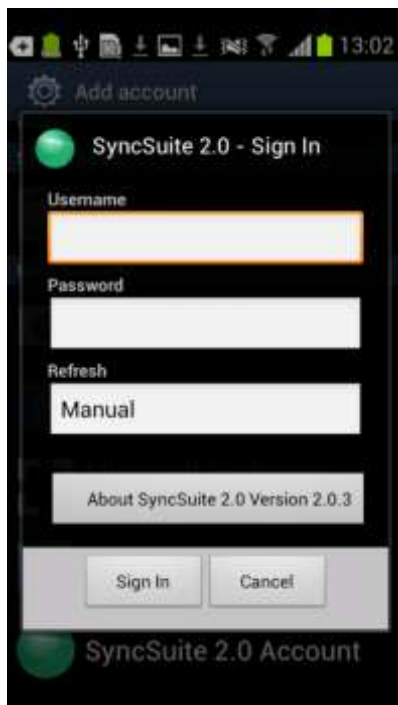 13:02
Add account
SyncSuite 2.0 - Sign In
Username
Password
Refresh
Manual
About SyncSuite 2.0 Version 2.0.3
Sign In Cancel
SyncSuite 2.0 Account